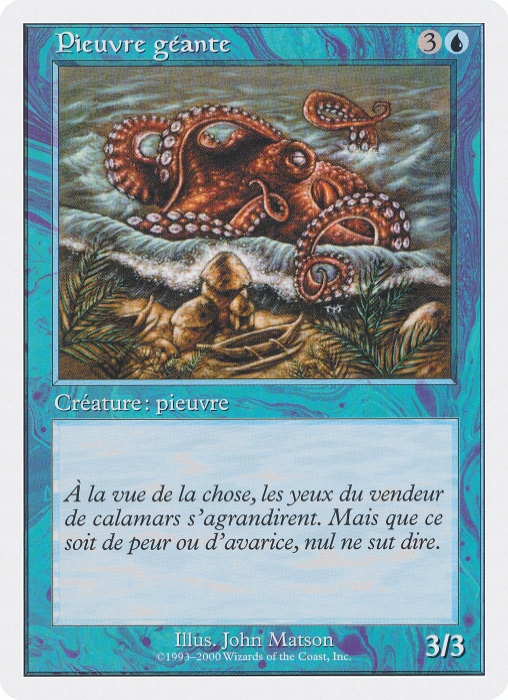 Pieuvre géante 3
Créature : pieuvre
À la vue de la chose, les yeux du vendeur
de calamars s'agrandirent. Mais que ce
soit de peur ou d'avarice, nul ne sut dire.
Illus. John Matson
©1993–2000 Wizards of the Coast, Inc.
3/3